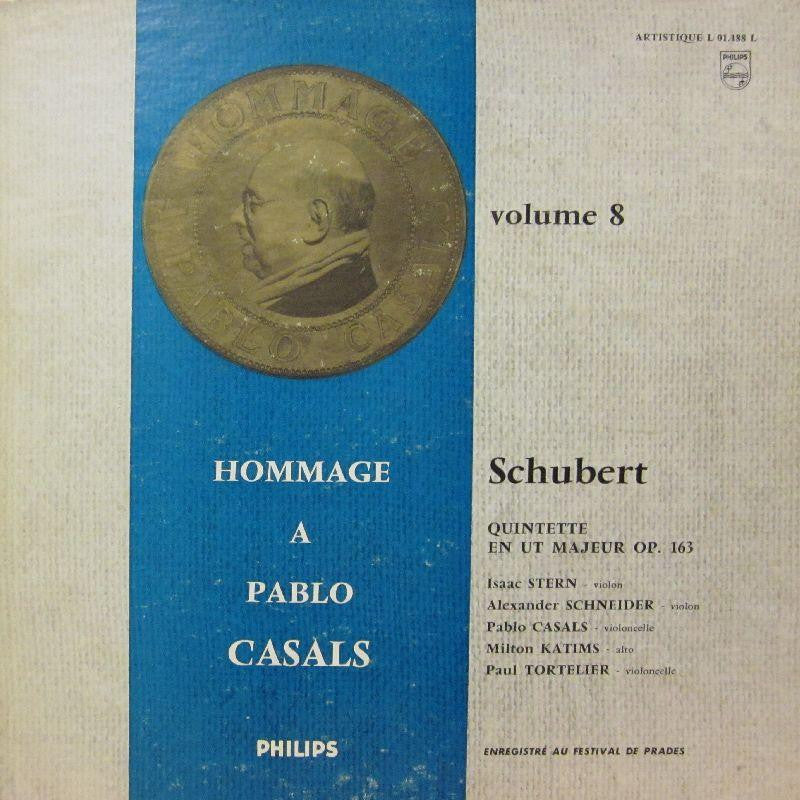 ARTISTIQUE L 01.188 L
PHILIPS
HOMMAGE
PABLO CASALS
volume 8
HOMMAGE
A
PABLO
CASALS
PHILIPS
Schubert
QUINTETTE
EN UT MAJEUR OP. 163
Isaac STERN - violon
Alexander SCHNEIDER - violon
Pablo CASALS - violoncelle
Milton KATIMS - alto
Paul TORTELIER - violoncelle
ENREGISTRÉ AU FESTIVAL DE PRADES